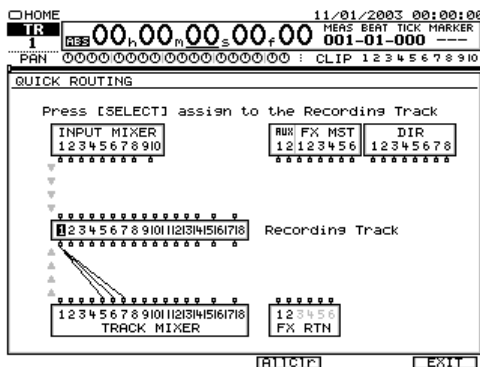 HOME 11/01/2003 00:00:00
TR 1 ABS 00h00m00s00f00 MEAS BEAT TICK MARKER
001-01-000 ---
PAN CLIP 1 2 3 4 5 6 7 8 9 10
QUICK ROUTING
Press [SELECT] assign to the Recording Track
INPUT MIXER AUX FX MST DIR
1 2 3 4 5 6 7 8 9 10 1 2 1 2 3 4 5 6 1 2 3 4 5 6 7 8
1 2 3 4 5 6 7 8 9 10 11 12 13 14 15 16 17 18 Recording Track
1 2 3 4 5 6 7 8 9 10 11 12 13 14 15 16 17 18 1 2 3 4 5 6
TRACK MIXER FX RTN
AllClr EXIT